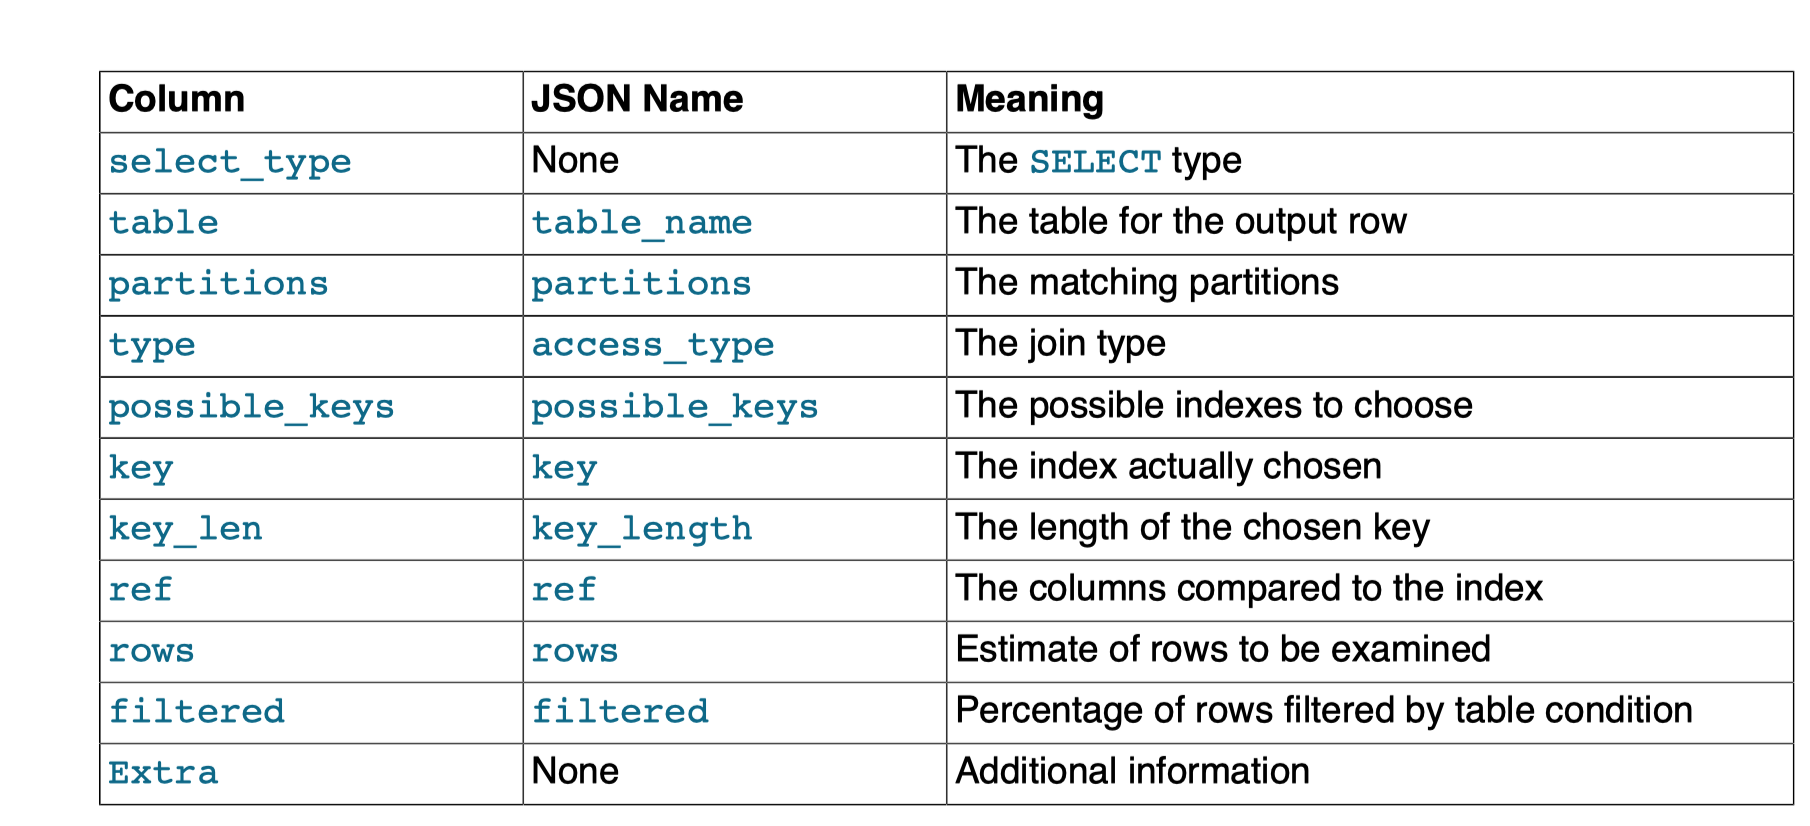 Column JSON Name Meaning
select_type None The SELECT type
table table_name The table for the output row
partitions partitions The matching partitions
type access_type The join type
possible_keys possible_keys The possible indexes to choose
key key The index actually chosen
key_len key_length The length of the chosen key
ref ref The columns compared to the index
rows rows Estimate of rows to be examined
filtered filtered Percentage of rows filtered by table condition
Extra None Additional information